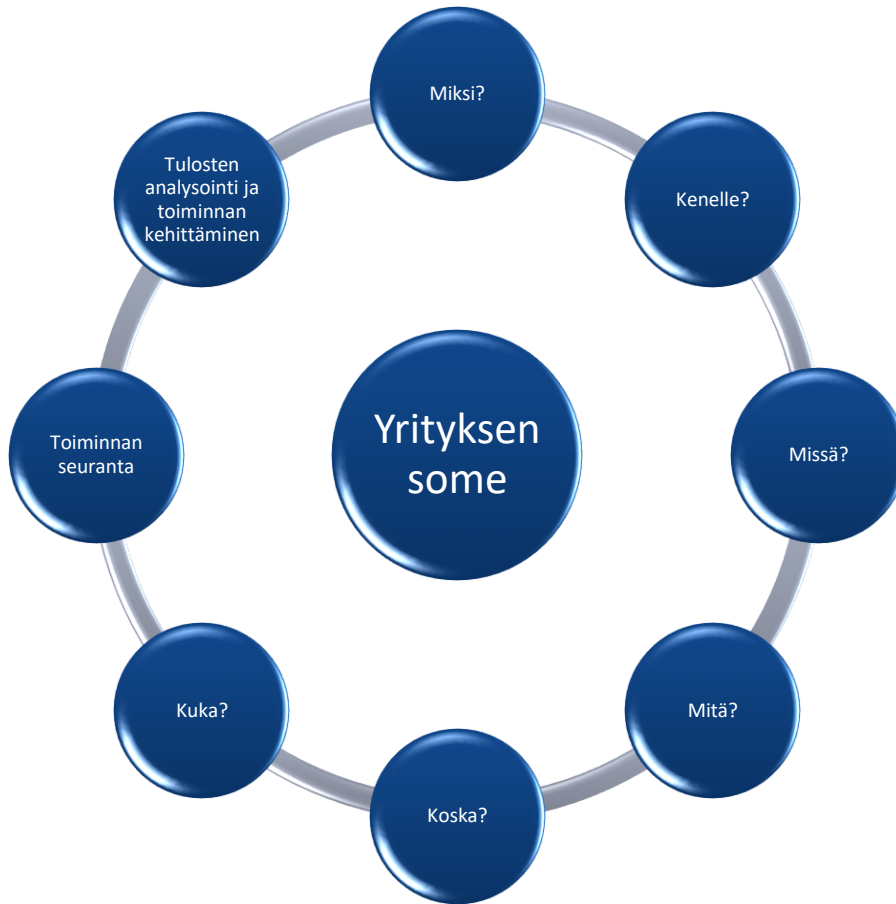 Miksi?
Kenelle?
Missä?
Mitä?
Koska?
Kuka?
Toiminnan
seuranta
Tulosten
analysointi ja
toiminnan
kehittäminen
Yrityksen
some